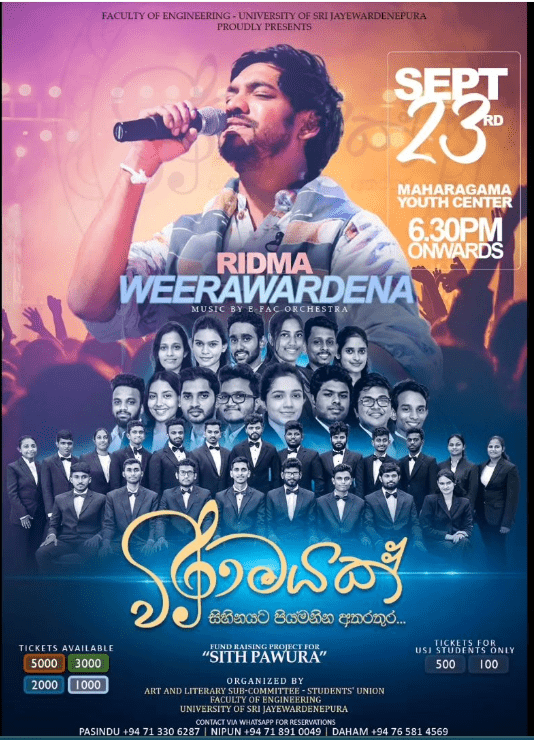 FACULTY OF ENGINEERING - UNIVERSITY OF SRI JAYEWARDENEPURA
PROUDLY PRESENTS
SEPT
23RD
MAHARAGAMA
YOUTH CENTER
6.30PM
ONWARDS
RIDMA
WEERAWARDENA
MUSIC BY E-FAC ORCHESTRA
විරාමයක්
සිහිනයට පියමනින අතරතුර...
TICKETS AVAILABLE
5000 3000
2000 1000
FUND RAISING PROJECT FOR
"SITH PAWURA"
TICKETS FOR
USJ STUDENTS ONLY
500 100
ORGANIZED BY
ART AND LITERARY SUB-COMMITTEE - STUDENTS' UNION
FACULTY OF ENGINEERING
UNIVERSITY OF SRI JAYEWARDENEPURA
CONTACT VIA WHATSAPP FOR RESERVATIONS
PASINDU +94 71 330 6287 | NIPUN +94 71 891 0049 | DAHAM +94 76 581 4569